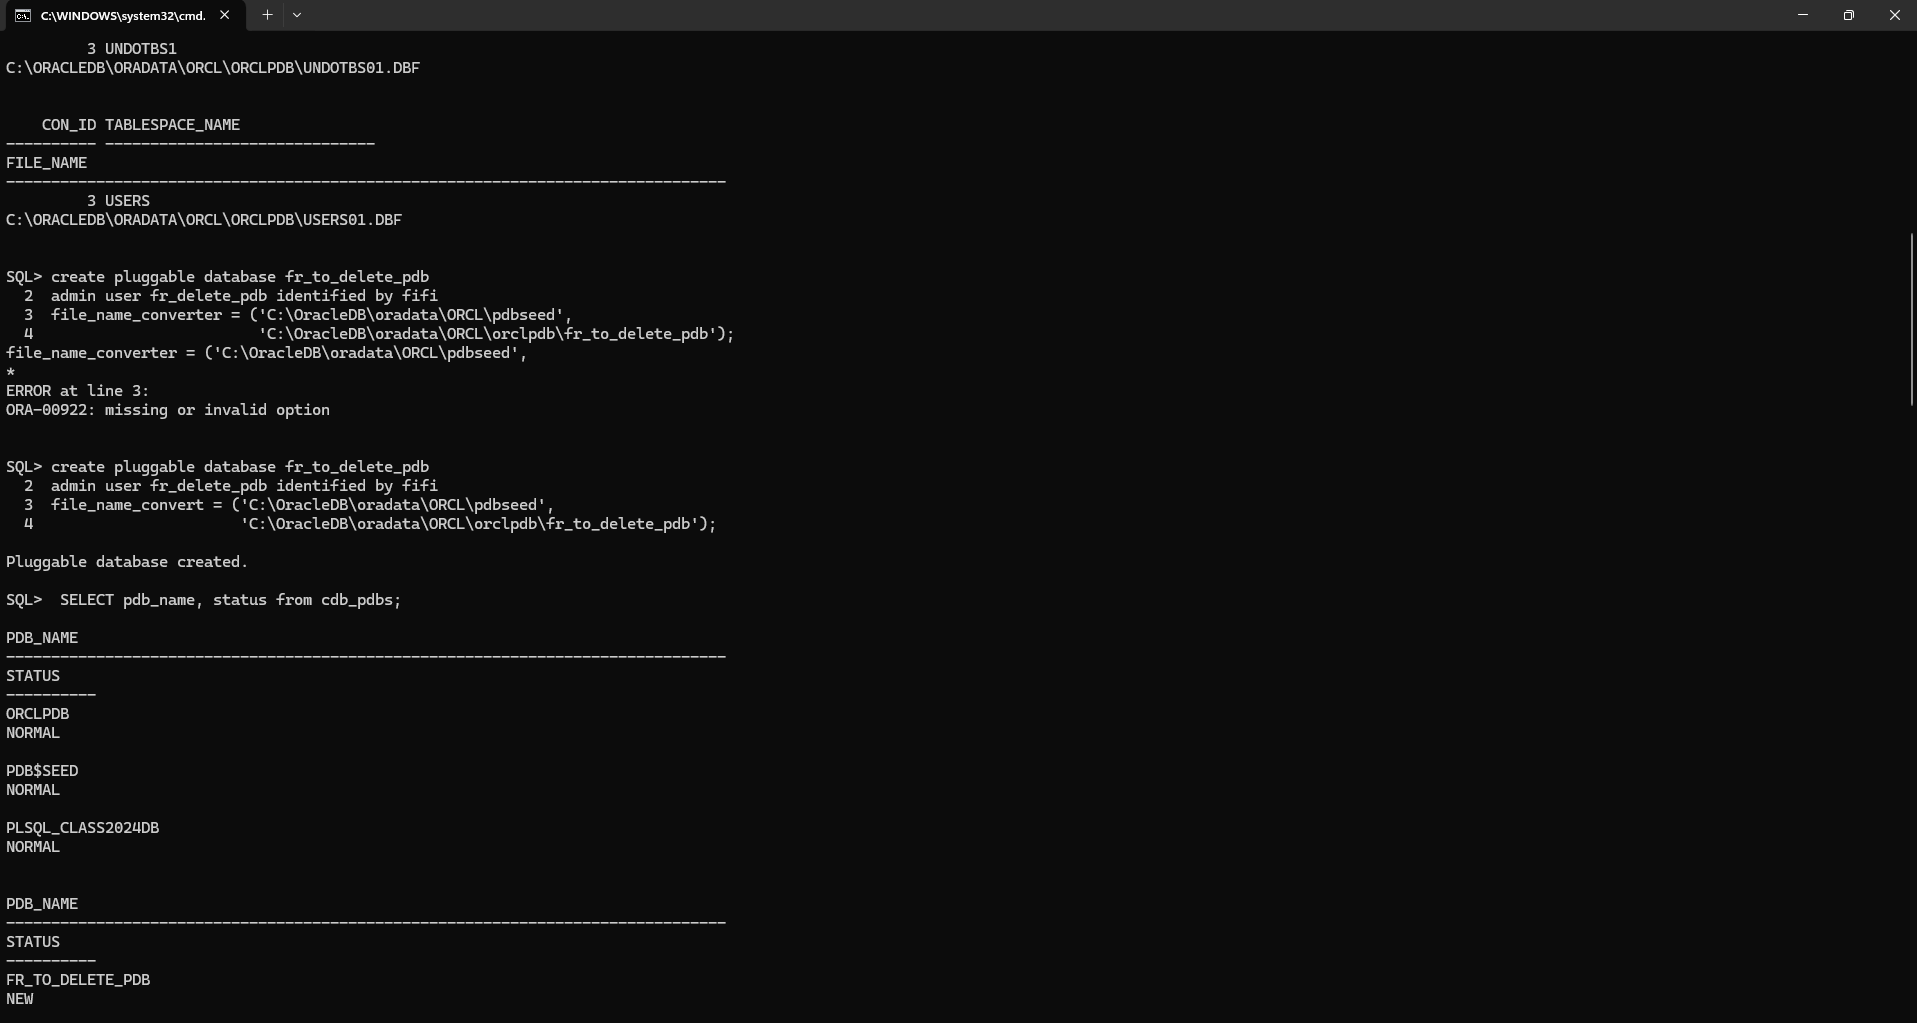 C:\WINDOWS\system32\cmd.
3 UNDOTBS1
C:\ORACLEDB\ORADATA\ORCL\ORCLPDB\UNDOTBS01.DBF
CON_ID TABLESPACE_NAME
---------- ------------------------------
FILE_NAME
--------------------------------------------------------------------------------
3 USERS
C:\ORACLEDB\ORADATA\ORCL\ORCLPDB\USERS01.DBF
SQL> create pluggable database fr_to_delete_pdb
2 admin user fr_delete_pdb identified by fifi
3 file_name_converter = ('C:\OracleDB\oradata\ORCL\pdbseed',
4 'C:\OracleDB\oradata\ORCL\orclpdb\fr_to_delete_pdb');
file_name_converter = ('C:\OracleDB\oradata\ORCL\pdbseed',
*
ERROR at line 3:
ORA-00922: missing or invalid option
SQL> create pluggable database fr_to_delete_pdb
2 admin user fr_delete_pdb identified by fifi
3 file_name_convert = ('C:\OracleDB\oradata\ORCL\pdbseed',
4 'C:\OracleDB\oradata\ORCL\orclpdb\fr_to_delete_pdb');
Pluggable database created.
SQL>  SELECT pdb_name, status from cdb_pdbs;
PDB_NAME
--------------------------------------------------------------------------------
STATUS
----------
ORCLPDB
NORMAL
PDB$SEED
NORMAL
PLSQL_CLASS2024DB
NORMAL
PDB_NAME
--------------------------------------------------------------------------------
STATUS
----------
FR_TO_DELETE_PDB
NEW